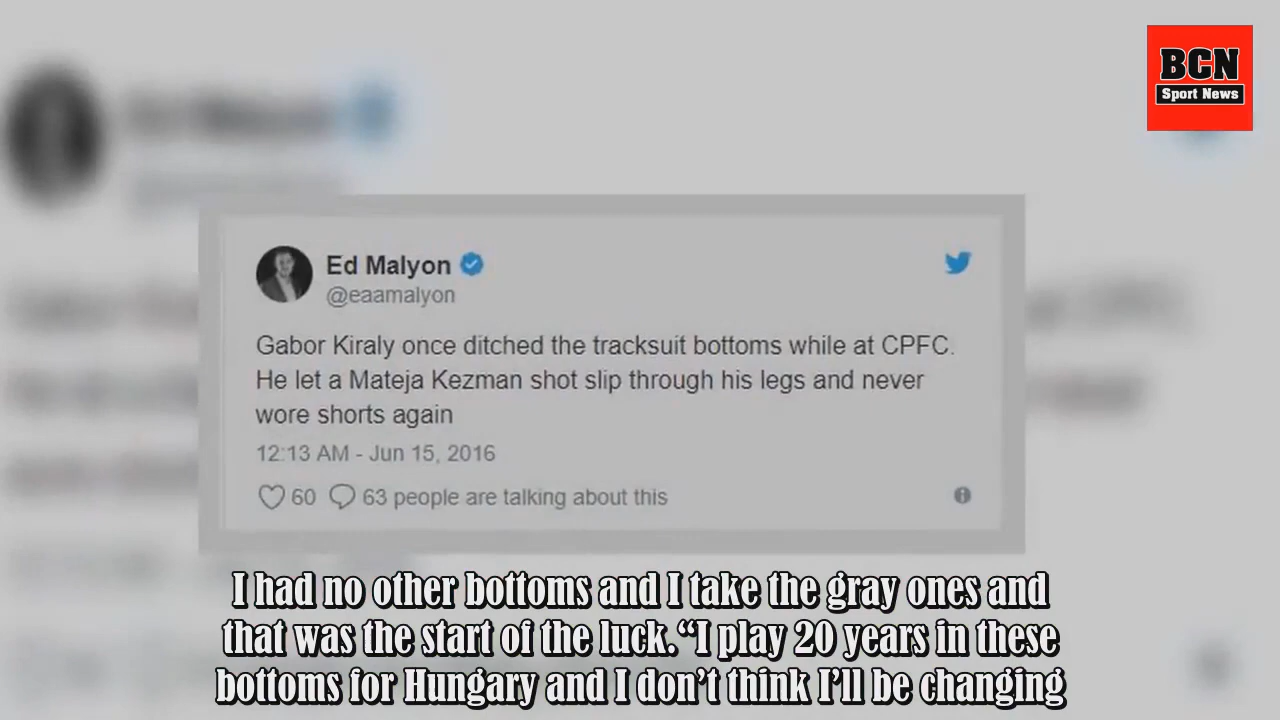 BCN
Sport News
Ed Malyon
@eaamalyon
Gabor Kiraly once ditched the tracksuit bottoms while at CPFC.
He let a Mateja Kezman shot slip through his legs and never
wore shorts again
12:13 AM - Jun 15, 2016
60 63 people are talking about this
I had no other bottoms and I take the gray ones and
that was the start of the luck.“I play 20 years in these
bottoms for Hungary and I don’t think I’ll be changing